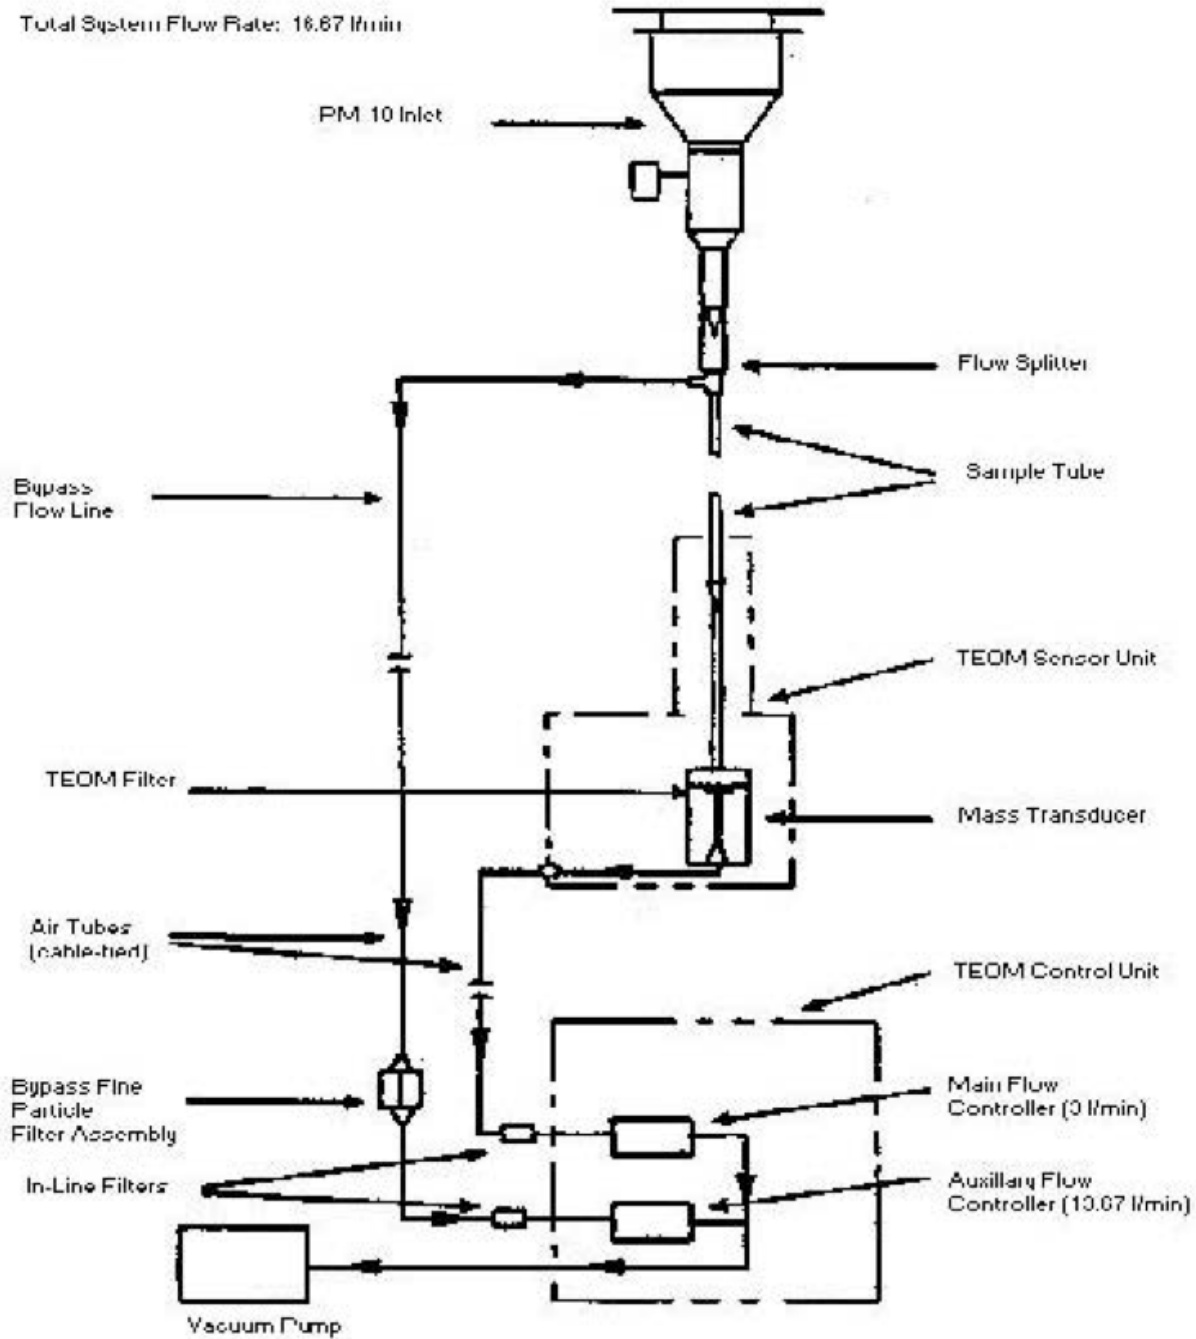 Total System Flow Rate: 16.67 l/min
PM-10 Inlet
Flow Splitter
Sample Tube
Bypass
Flow Line
TEOM Sensor Unit
TEOM Filter
Mass Transducer
Air Tubes
(cable-tied)
TEOM Control Unit
Bypass Fine
Particle
Filter Assembly
Main Flow
Controller (3 l/min)
In-Line Filters
Auxiliary Flow
Controller (13.67 l/min)
Vacuum Pump